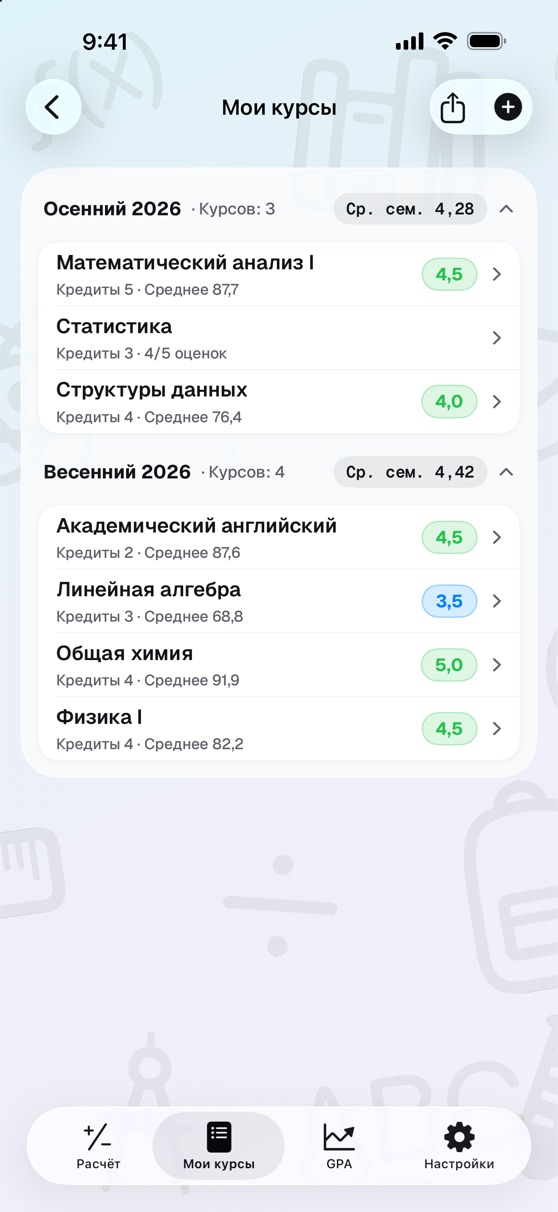 9:41
Мои курсы
Осенний 2026 · Курсов: 3 Ср. сем. 4,28
Математический анализ I
4,5
Кредиты 5 · Среднее 87,7
Статистика
Кредиты 3 · 4/5 оценок
Структуры данных
4,0
Кредиты 4 · Среднее 76,4
Весенний 2026 · Курсов: 4 Ср. сем. 4,42
Академический английский
4,5
Кредиты 2 · Среднее 87,6
Линейная алгебра
3,5
Кредиты 3 · Среднее 68,8
Общая химия
5,0
Кредиты 4 · Среднее 91,9
Физика I
4,5
Кредиты 4 · Среднее 82,2
f(x)
ABC
Расчёт Мои курсы GPA Настройки